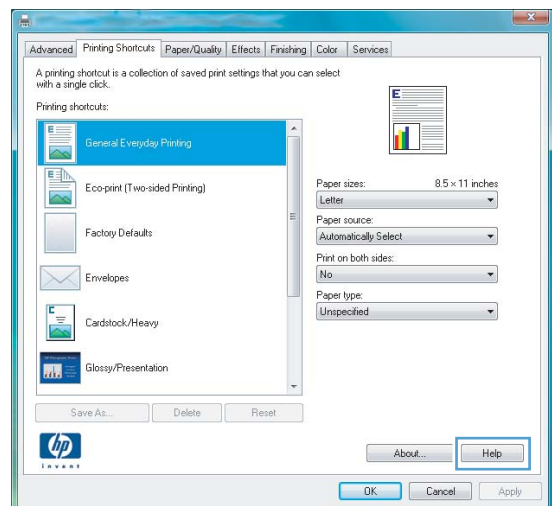 Advanced Printing Shortcuts Paper/Quality Effects Finishing Color Services
A printing shortcut is a collection of saved print settings that you can select
with a single click.
Printing shortcuts:
E
General Everyday Printing
E
Eco-print (Two-sided Printing)
Factory Defaults
Envelopes
C
Cardstock/Heavy
Glossy/Presentation
Save As... Delete Reset
E
Paper sizes: 8.5 × 11 inches
Letter
Paper source:
Automatically Select
Print on both sides:
No
Paper type:
Unspecified
hp
invent
About... Help
OK Cancel Apply